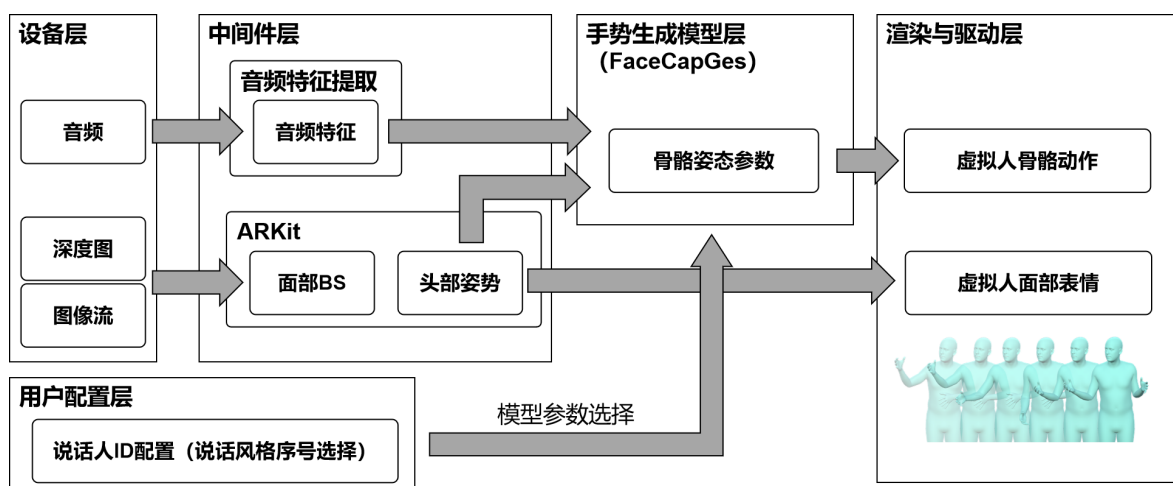 设备层
音频
深度图
图像流
中间件层
音频特征提取
音频特征
ARKit
面部BS
头部姿势
手势生成模型层
（FaceCapGes）
骨骼姿态参数
渲染与驱动层
虚拟人骨骼动作
虚拟人面部表情
用户配置层
说话人ID配置（说话风格序号选择）
模型参数选择